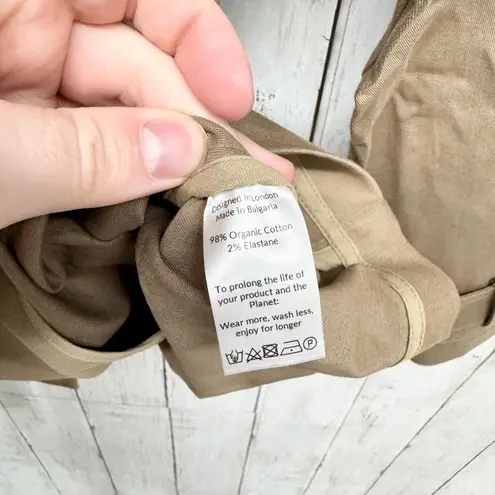 Designed in London
Made in Bulgaria
98% Organic Cotton
2% Elastane
To prolong the life of
your product and the
Planet:
Wear more, wash less,
enjoy for longer
P